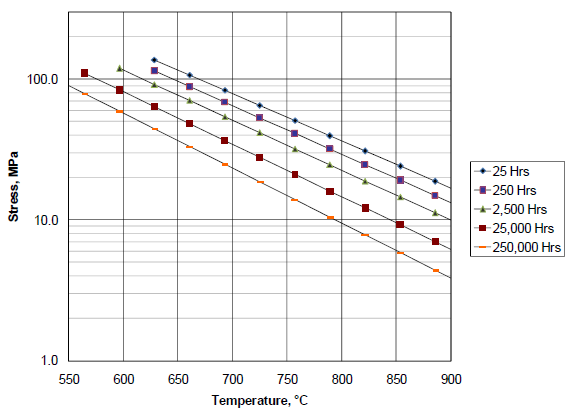 Stress, MPa
100.0
10.0
1.0
550 600 650 700 750 800 850 900
Temperature, °C
25 Hrs
250 Hrs
2,500 Hrs
25,000 Hrs
250,000 Hrs